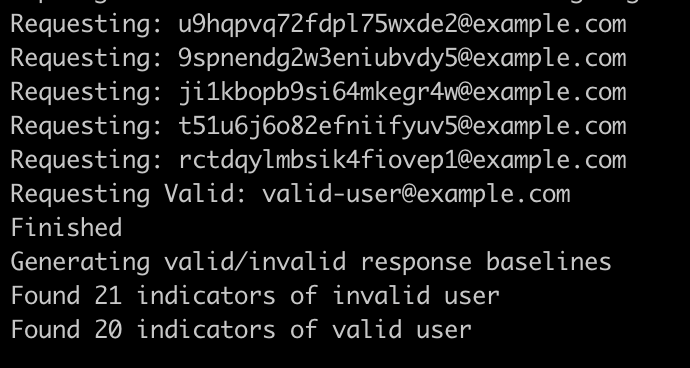 Requesting: u9hqpvq72fdpl75wxde2@example.com
Requesting: 9spnendg2w3eniubvdy5@example.com
Requesting: ji1kbopb9si64mkegr4w@example.com
Requesting: t51u6j6o82efniifyuv5@example.com
Requesting: rctdqylmbsik4fiovep1@example.com
Requesting Valid: valid-user@example.com
Finished
Generating valid/invalid response baselines
Found 21 indicators of invalid user
Found 20 indicators of valid user